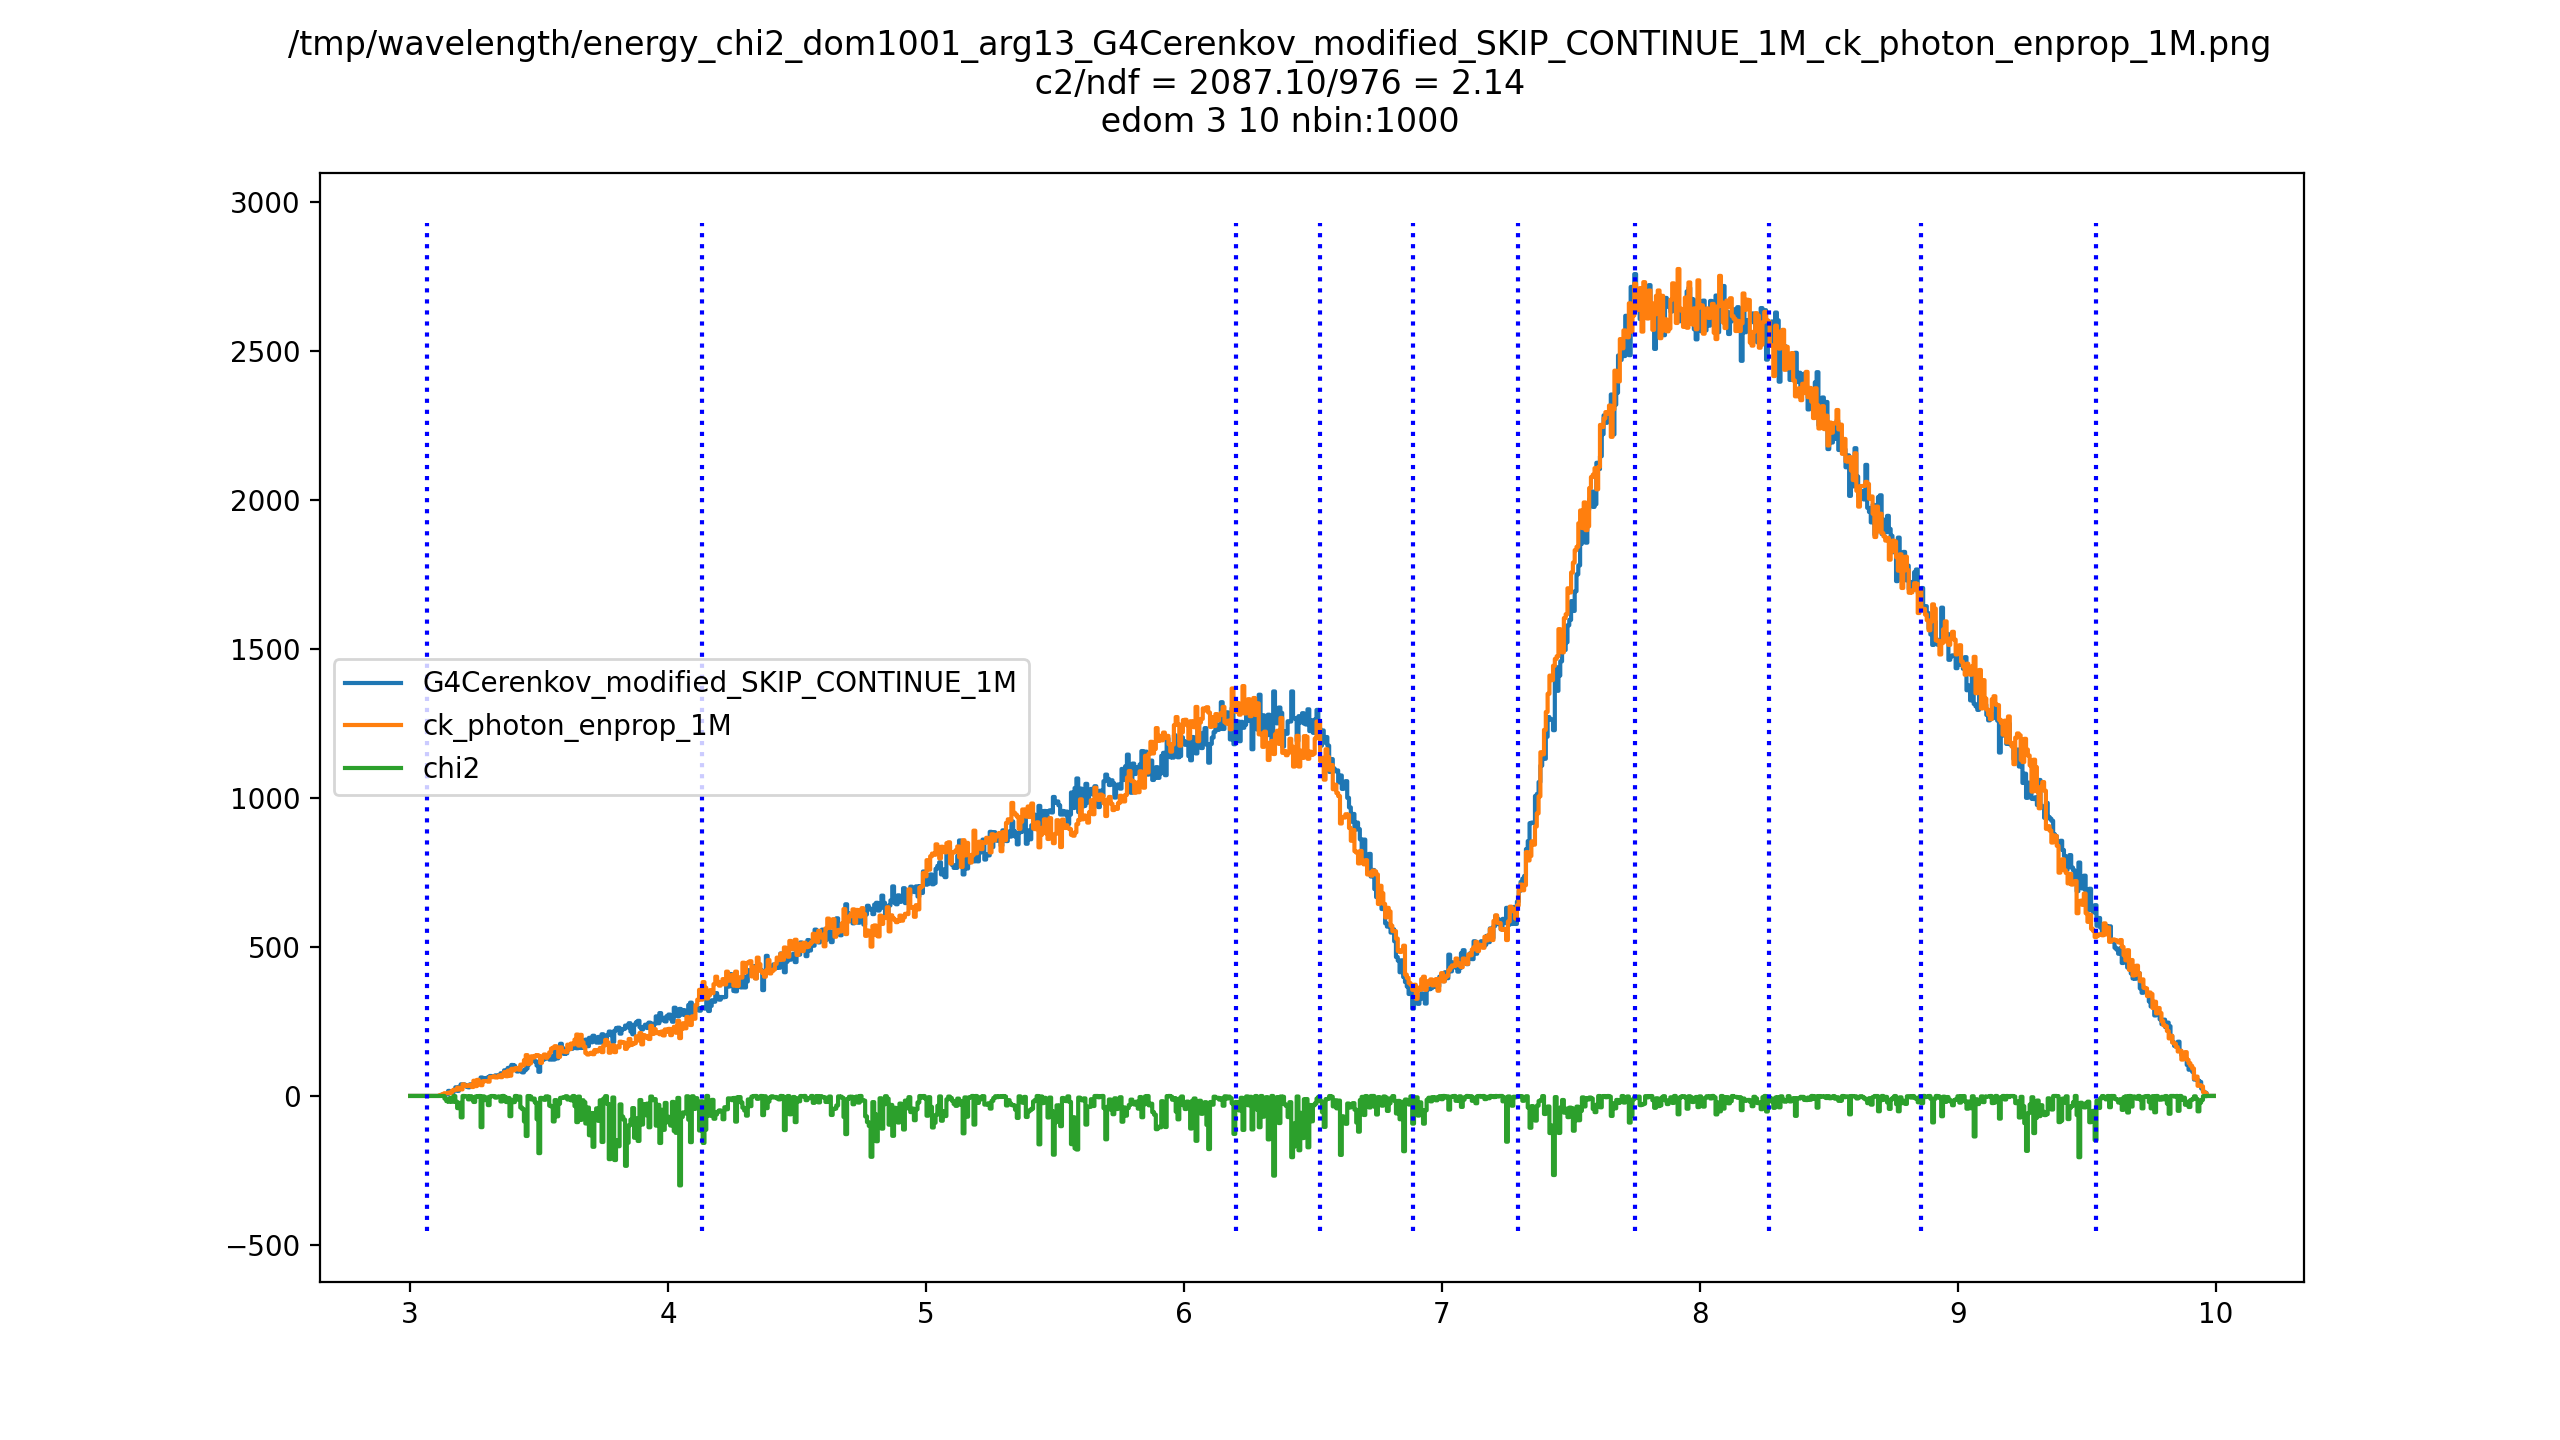 /tmp/wavelength/energy_chi2_dom1001_arg13_G4Cerenkov_modified_SKIP_CONTINUE_1M_ck_photon_enprop_1M.png
c2/ndf = 2087.10/976 = 2.14
edom 3 10 nbin:1000
3000
2500
2000
1500
1000
500
0
−500
G4Cerenkov_modified_SKIP_CONTINUE_1M
ck_photon_enprop_1M
chi2
3 4 5 6 7 8 9 10